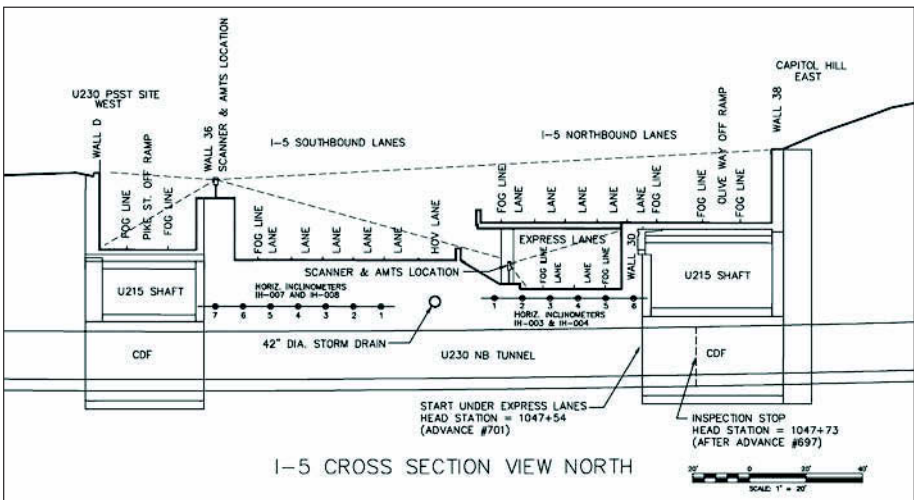 CAPITOL HILL
EAST
U230 PSST SITE
WEST
WALL D
FOG LINE
PIKE ST. OFF RAMP
FOG LINE
WALL 36
SCANNER & AMTS LOCATION
I-5 SOUTHBOUND LANES
I-5 NORTHBOUND LANES
OLIVE WAY OFF RAMP
WALL 38
FOG LINE
LANE
LANE
LANE
LANE
HOV LANE
FOG LINE
LANE
LANE
LANE
LANE
LANE
FOG LINE
FOG LINE
FOG LINE
EXPRESS LANES
WALL 30
SCANNER & AMTS LOCATION
FOG LINE
LANE
LANE
FOG LINE
U215 SHAFT
U215 SHAFT
HORIZ. INCLINOMETERS
IH-007 AND IH-008
7 6 5 4 3 2 1
1 2 3 4 5 6
HORIZ. INCLINOMETERS
IH-003 & IH-004
42" DIA. STORM DRAIN
CDF
U230 NB TUNNEL
CDF
START UNDER EXPRESS LANES
HEAD STATION = 1047+54
(ADVANCE #701)
INSPECTION STOP
HEAD STATION = 1047+73
(AFTER ADVANCE #697)
I-5 CROSS SECTION VIEW NORTH
20' 0' 20' 40'
SCALE: 1" = 20'